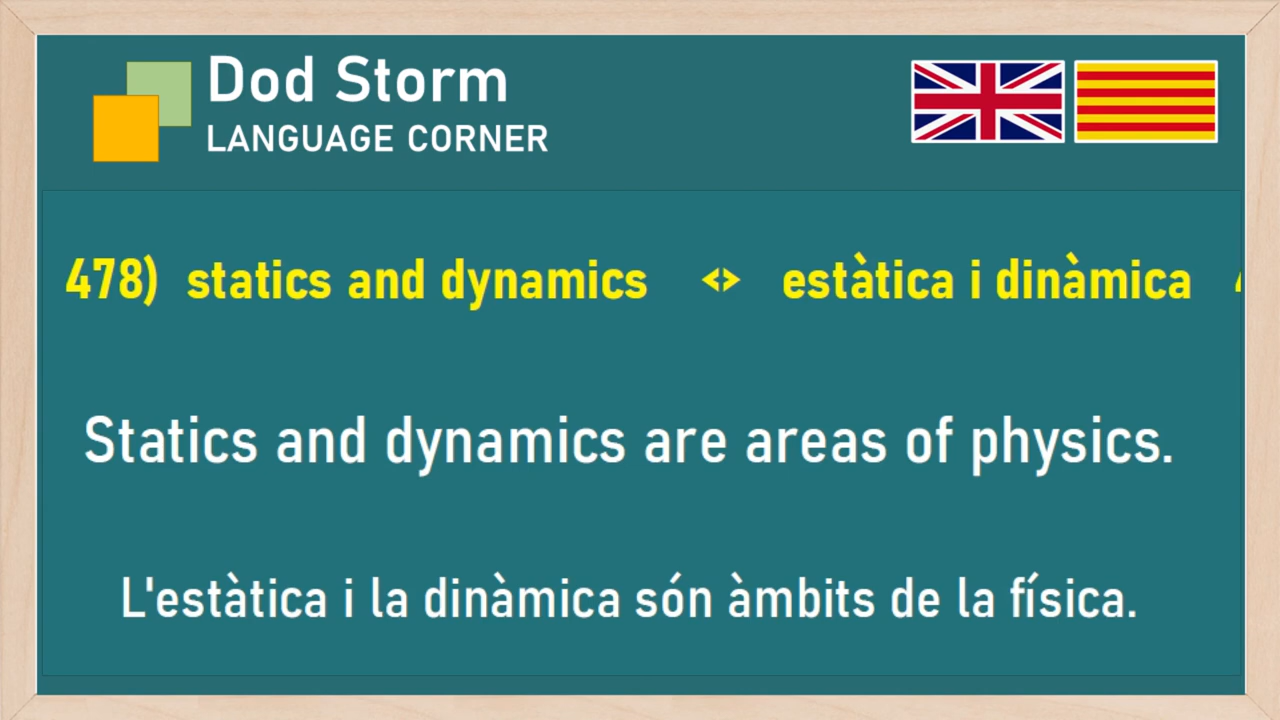 Dod Storm
LANGUAGE CORNER
478) statics and dynamics <> estàtica i dinàmica
Statics and dynamics are areas of physics.
L'estàtica i la dinàmica són àmbits de la física.